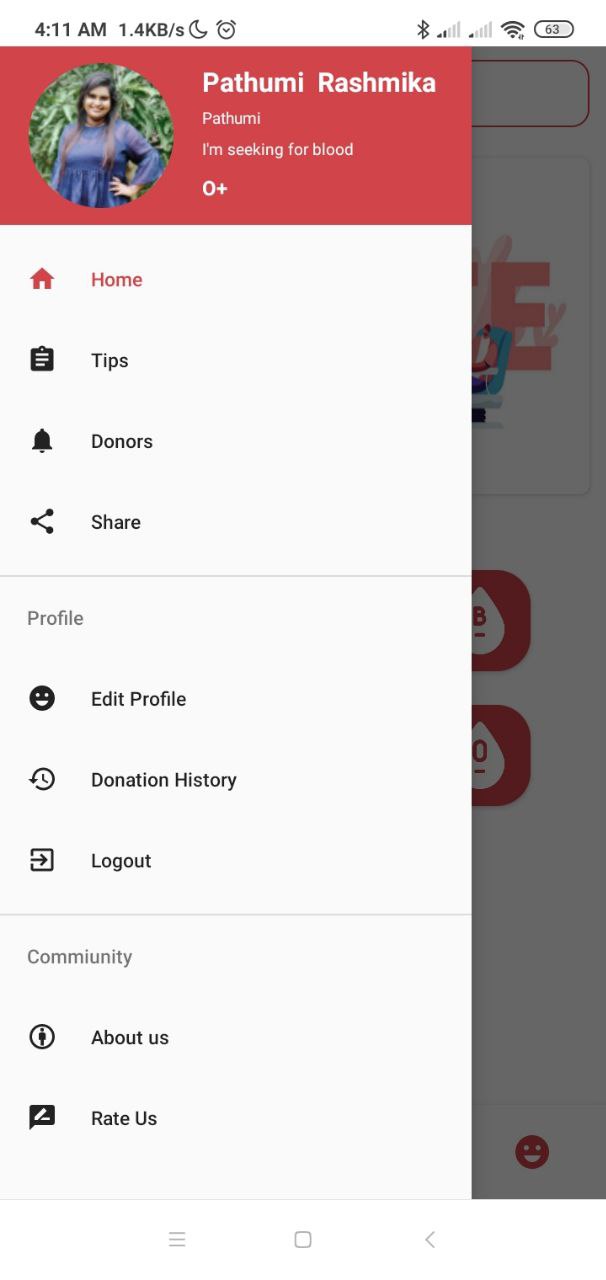 4:11 AM 1.4KB/s
63
Pathumi Rashmika
Pathumi
I'm seeking for blood
O+
Home
E
Tips
Donors
Share
B
-
Profile
Edit Profile
O
-
Donation History
Logout
Commiunity
About us
Rate Us